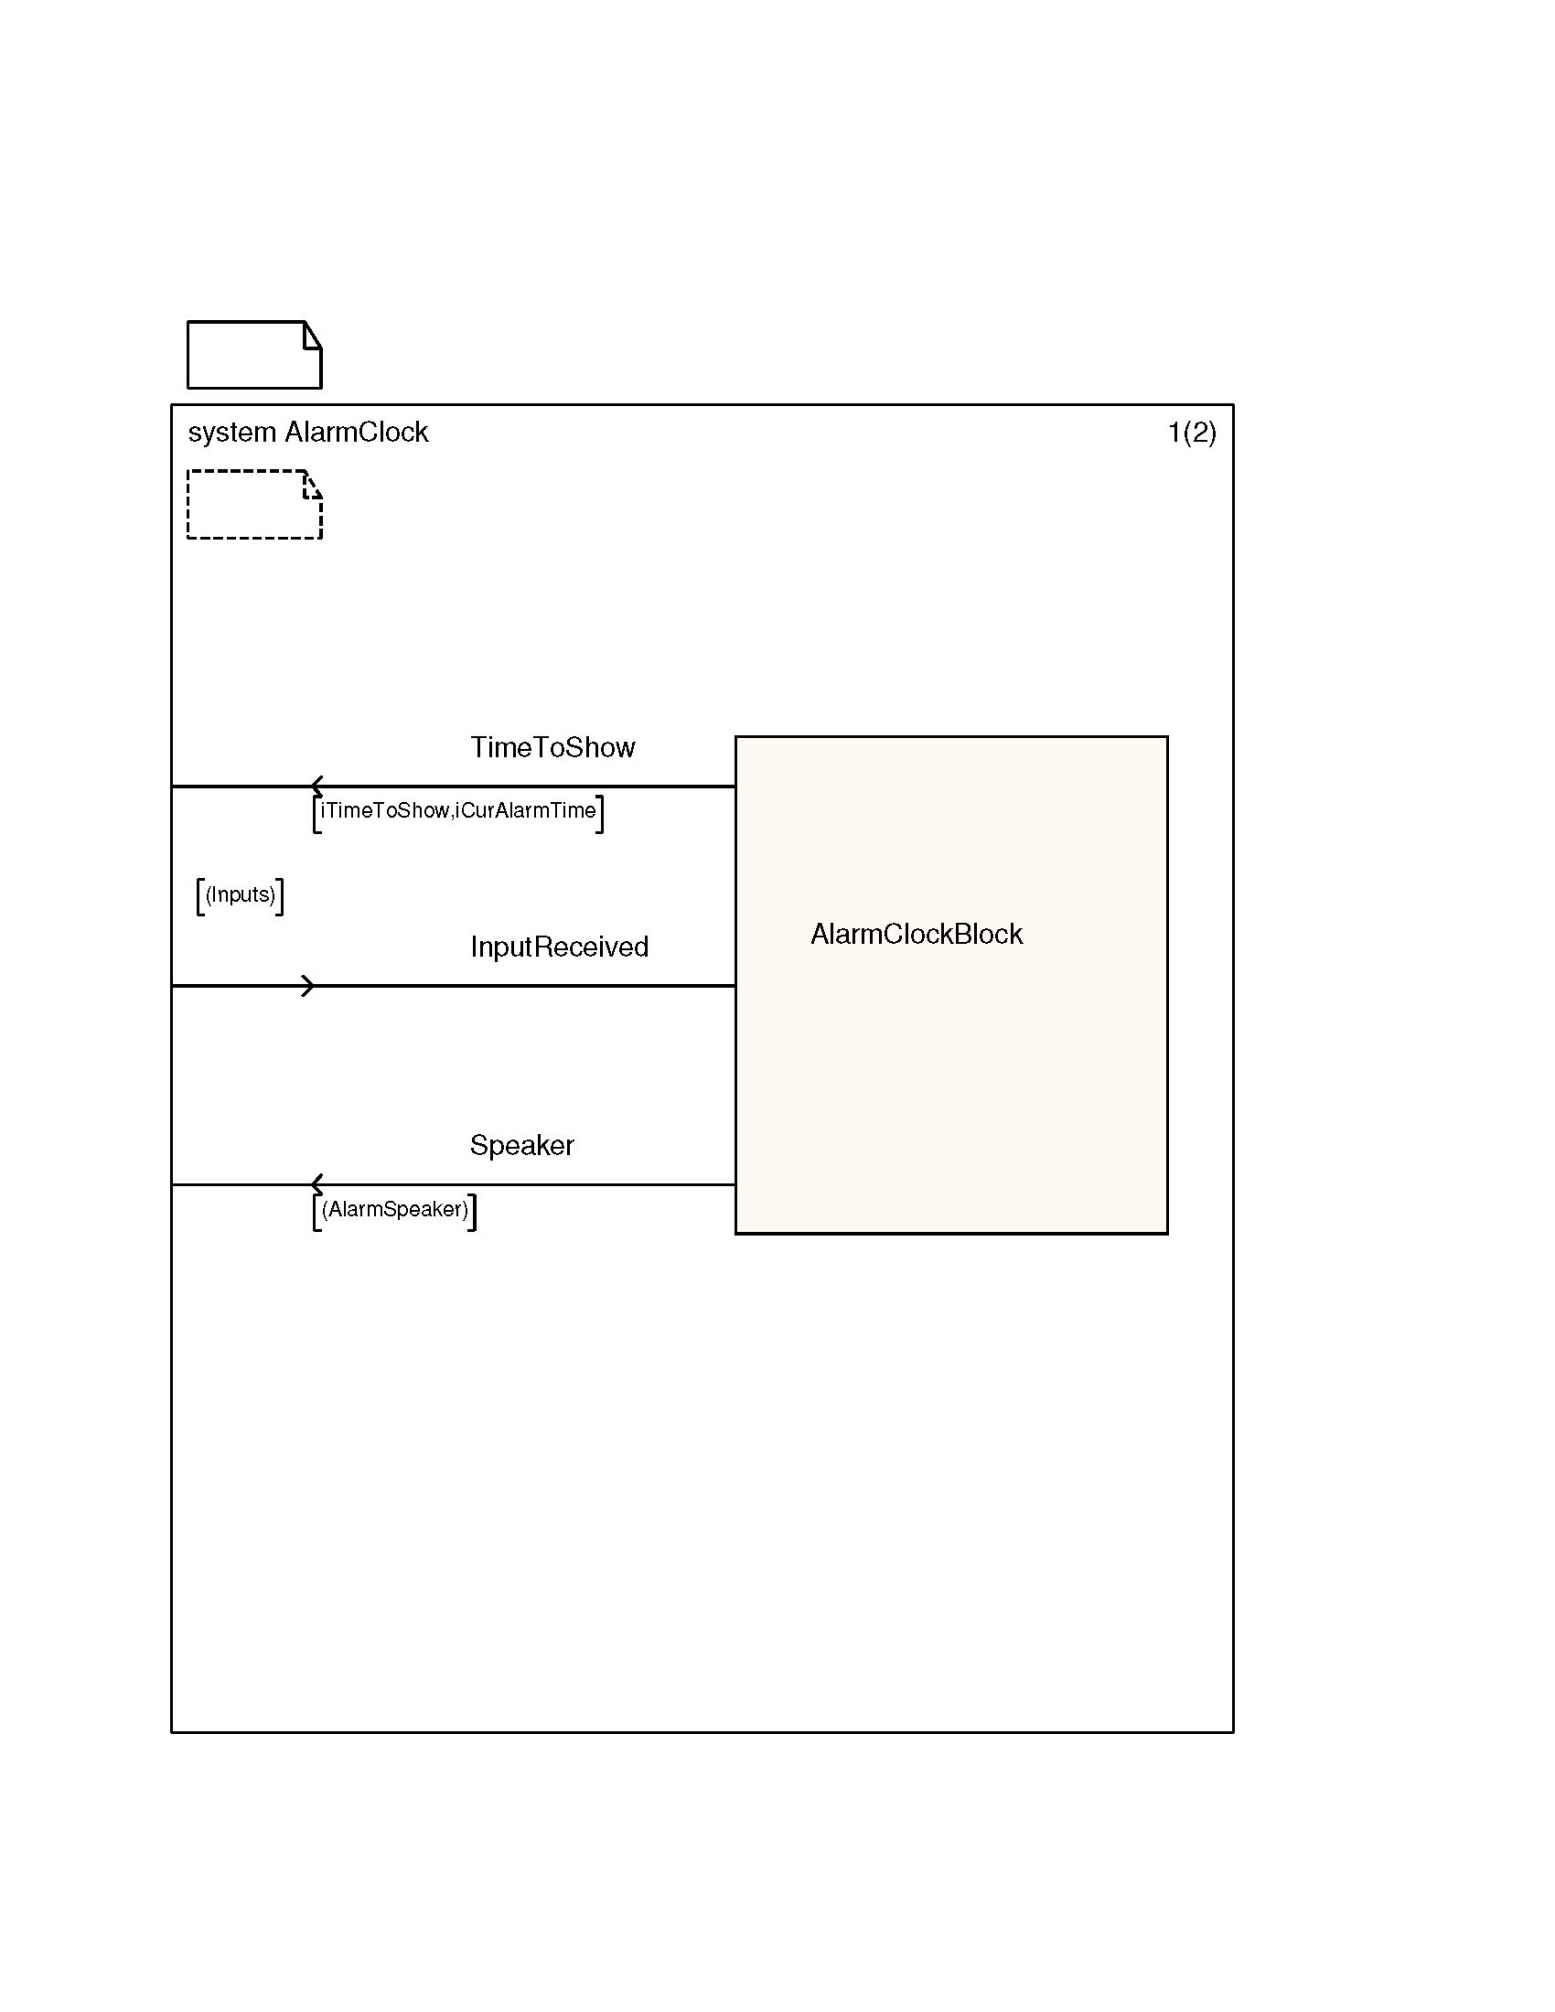 system AlarmClock 1(2)
TimeToShow
[iTimeToShow,iCurAlarmTime]
[(Inputs)]
InputReceived
AlarmClockBlock
Speaker
[(AlarmSpeaker)]